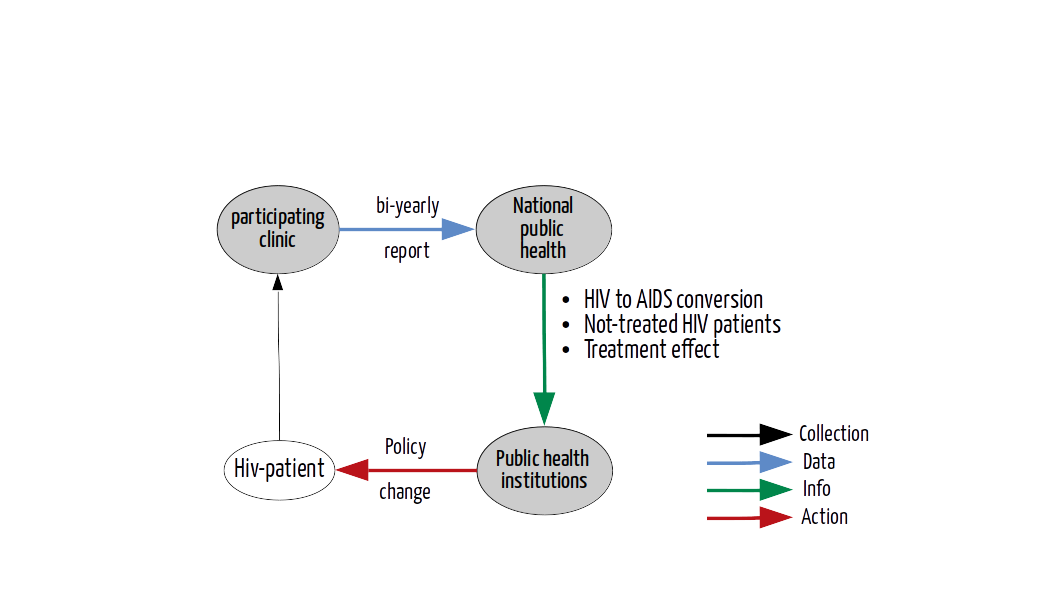 participating
clinic
bi-yearly
report
National
public
health
• HIV to AIDS conversion
• Not-treated HIV patients
• Treatment effect
Hiv-patient
Policy
change
Public health
institutions
Collection
Data
Info
Action